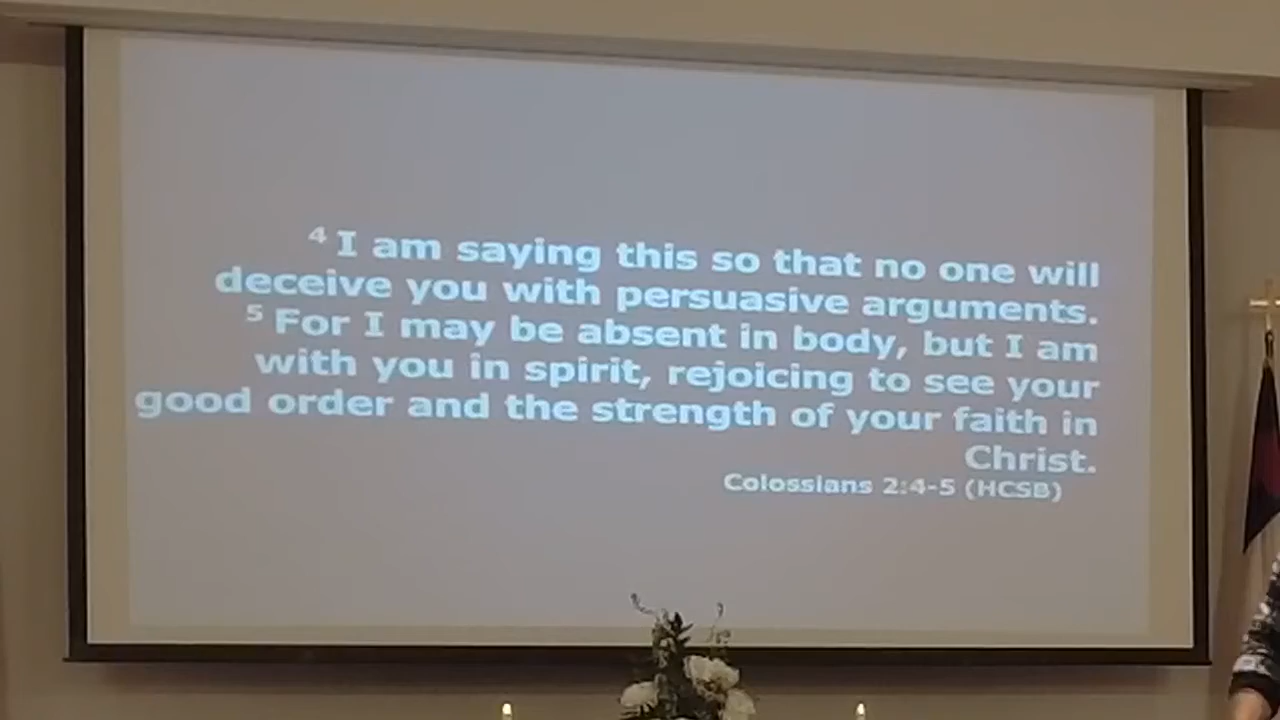 4 I am saying this so that no one will
deceive you with persuasive arguments.
5 For I may be absent in body, but I am
with you in spirit, rejoicing to see your
good order and the strength of your faith in
Christ.
Colossians 2:4-5 (HCSB)